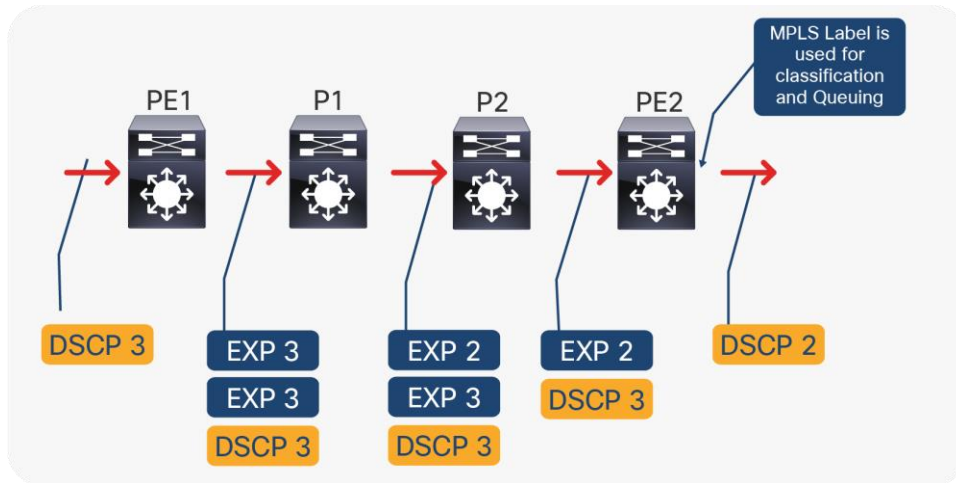 MPLS Label is
used for
classification
and Queuing
PE1
P1
P2
PE2
DSCP 3
EXP 3
EXP 2
EXP 2
DSCP 2
EXP 3
EXP 3
DSCP 3
DSCP 3
DSCP 3